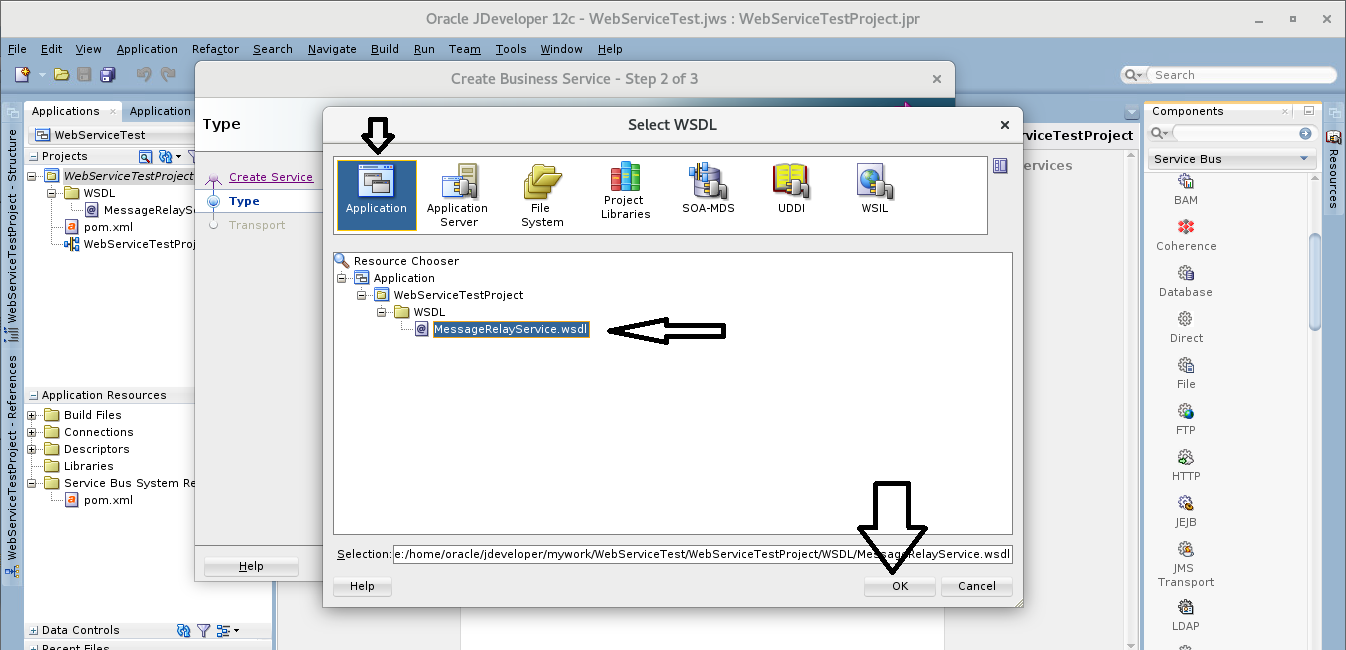 Oracle JDeveloper 12c - WebServiceTest.jws : WebServiceTestProject.jpr
File Edit View Application Refactor Search Navigate Build Run Team Tools Window Help
Search
Create Business Service - Step 2 of 3
Applications
Application
WebServiceTest
Projects
WebServiceTestProject
WSDL
MessageRelaySe
pom.xml
WebServiceTestProj
Application Resources
Build Files
Connections
Descriptors
Libraries
Service Bus System Re
pom.xml
Data Controls
Recent Files
WebServiceTestProject - Structure
WebServiceTestProject - References
Type
Create Service
Type
Transport
Help
Select WSDL
Application
Application Server
File System
Project Libraries
SOA-MDS
UDDI
WSIL
Resource Chooser
Application
WebServiceTestProject
WSDL
MessageRelayService.wsdl
Selection: e:/home/oracle/jdeveloper/mywork/WebServiceTest/WebServiceTestProject/WSDL/MessageRelayService.wsdl
Help
OK
Cancel
rviceTestProject
ervices
Components
Service Bus
BAM
Coherence
Database
Direct
File
FTP
HTTP
JEJB
JMS
Transport
LDAP
Resources